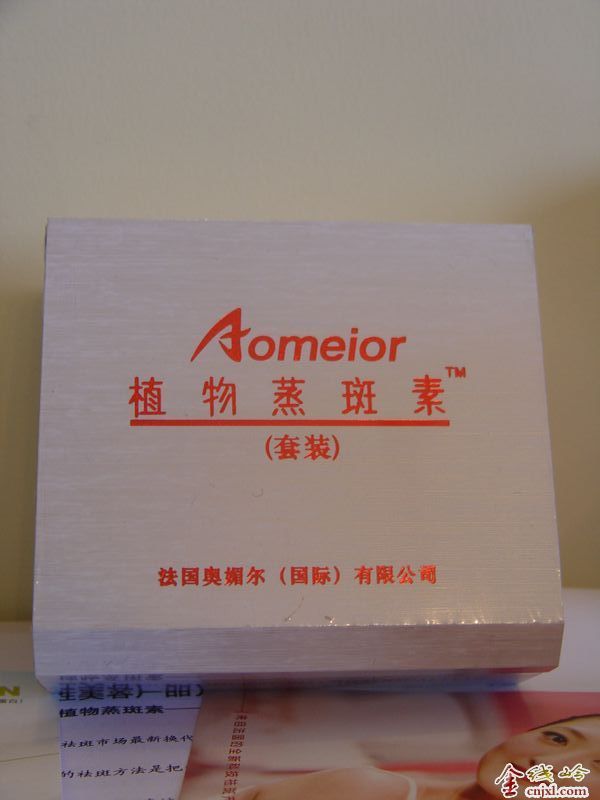 Aomeior
植物蒸斑素™
(套装)
法国奥媚尔（国际）有限公司
植物蒸斑素
祛斑市场最新换代
的祛斑方法是把
金线岭
cnjxl.com